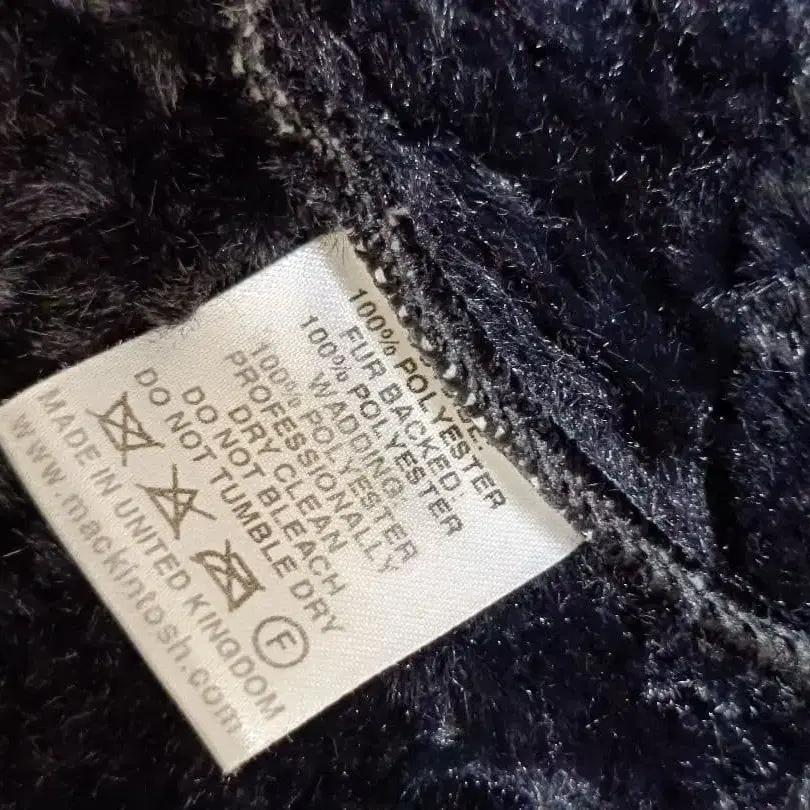 100% POLYESTER
FUR BACKED:
100% POLYESTER
WADDING:
100% POLYESTER
PROFESSIONALLY
DRY CLEAN
DO NOT BLEACH
DO NOT TUMBLE DRY
F
MADE IN UNITED KINGDOM
www.mackintosh.com